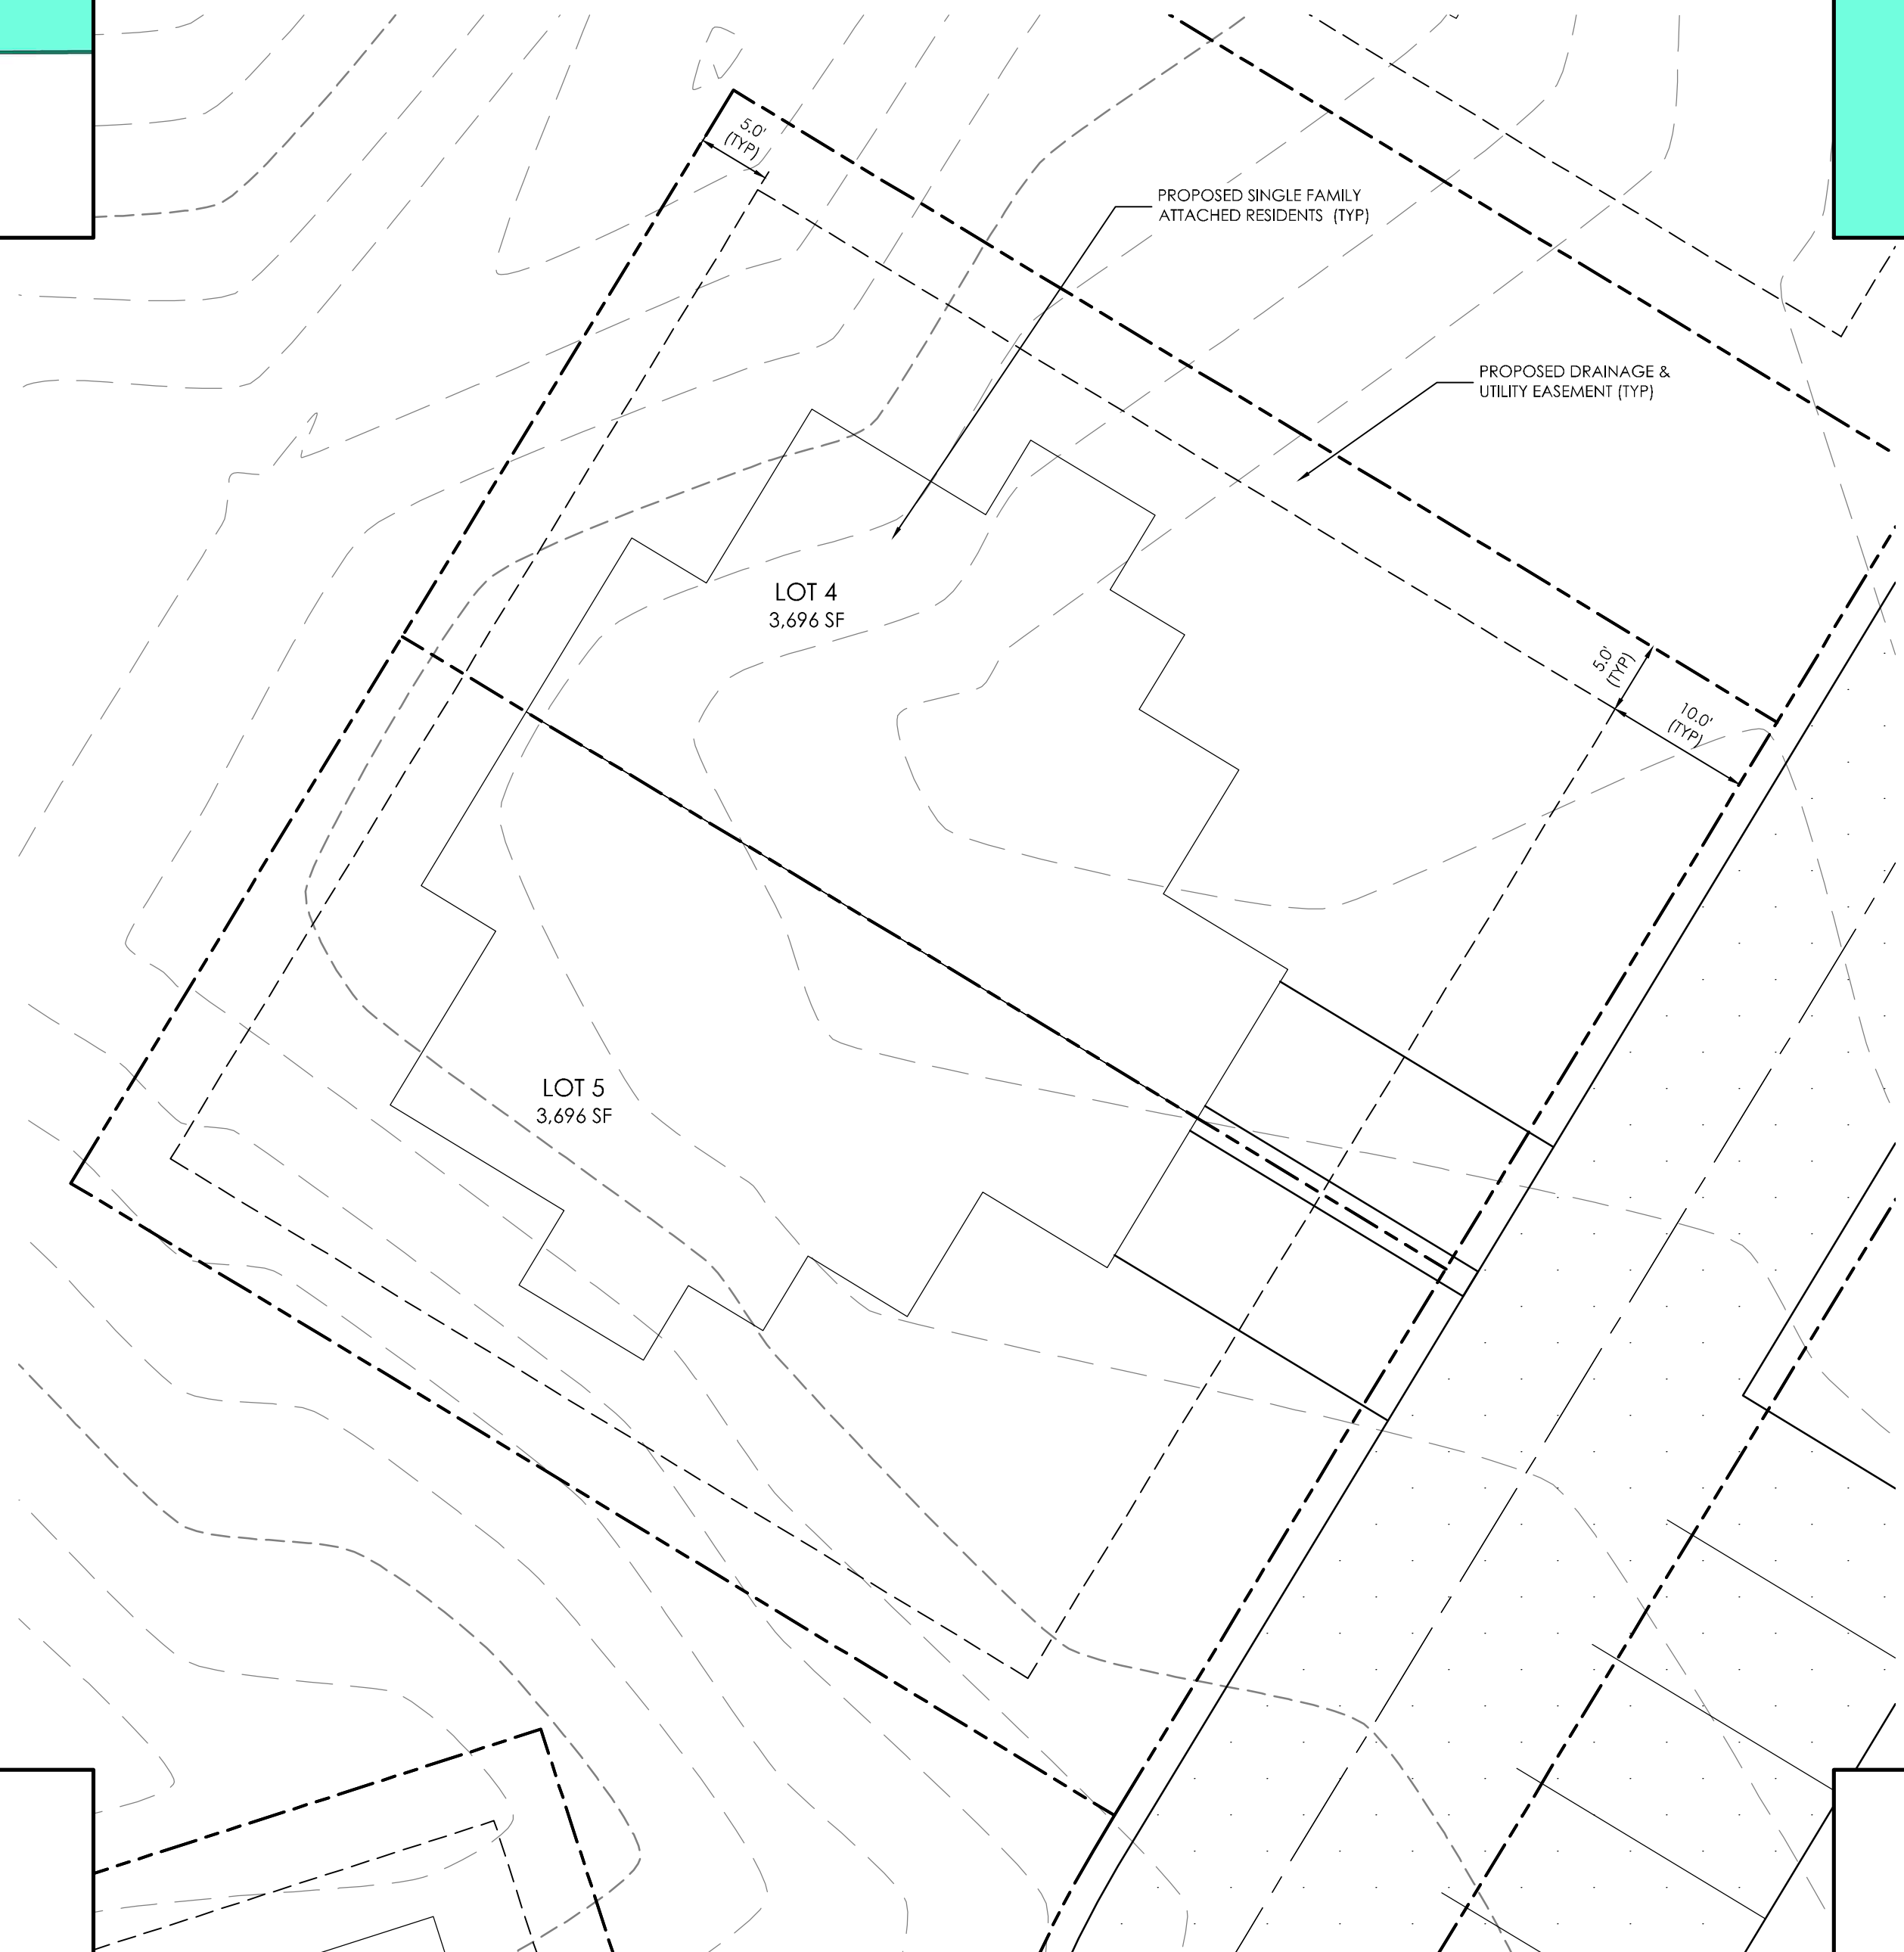 5.0'
(TYP)
PROPOSED SINGLE FAMILY
ATTACHED RESIDENTS (TYP)
PROPOSED DRAINAGE &
UTILITY EASEMENT (TYP)
LOT 4
3,696 SF
5.0'
(TYP)
10.0'
(TYP)
LOT 5
3,696 SF